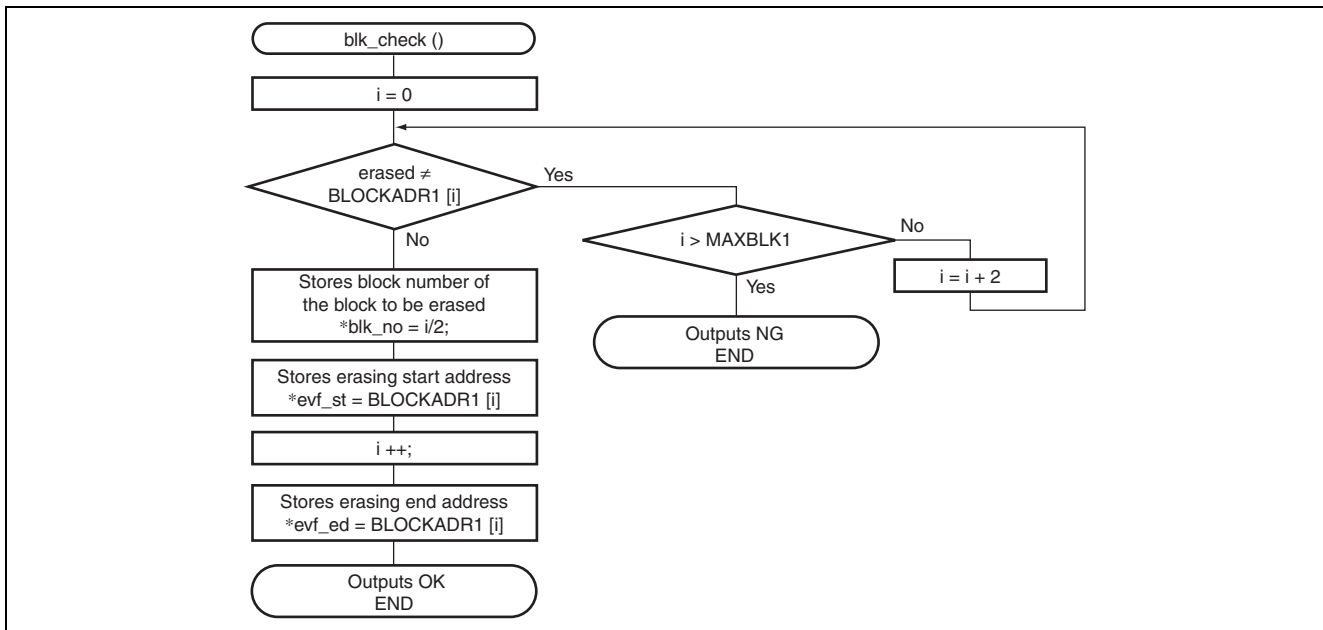 blk_check ()
i = 0
erased ≠
BLOCKADR1 [i]
Yes
No
i > MAXBLK1
No
i = i + 2
Yes
Outputs NG
END
Stores block number of
the block to be erased
*blk_no = i/2;
Stores erasing start address
*evf_st = BLOCKADR1 [i]
i ++;
Stores erasing end address
*evf_ed = BLOCKADR1 [i]
Outputs OK
END